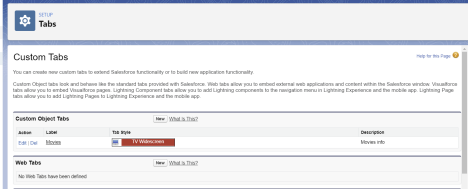 SETUP
Tabs
Custom Tabs
Help for this Page
You can create new custom tabs to extend Salesforce functionality or to build new application functionality.
Custom Object tabs look and behave like the standard tabs provided with Salesforce. Web tabs allow you to embed external web applications and content within the Salesforce window. Visualforce
tabs allow you to embed Visualforce pages. Lightning Component tabs allow you to add Lightning components to the navigation menu in Lightning Experience and the mobile app. Lightning Page
tabs allow you to add Lightning Pages to Lightning Experience and the mobile app.
Custom Object Tabs New What Is This?
Action Label Tab Style Description
Edit | Del Movies TV Widescreen Movies info
Web Tabs New What Is This?
No Web Tabs have been defined